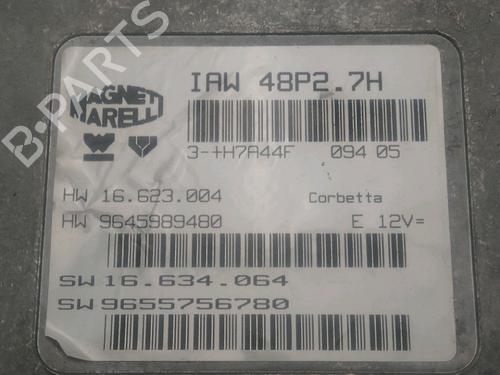 B-PARTS
MAGNETI
MARELLI
IAW 48P2.7H
3-+H7A44F 094 05
HW 16.623.004 Corbetta
HW 9645989480 E 12V=
SW 16.634.064
SW 9655756780